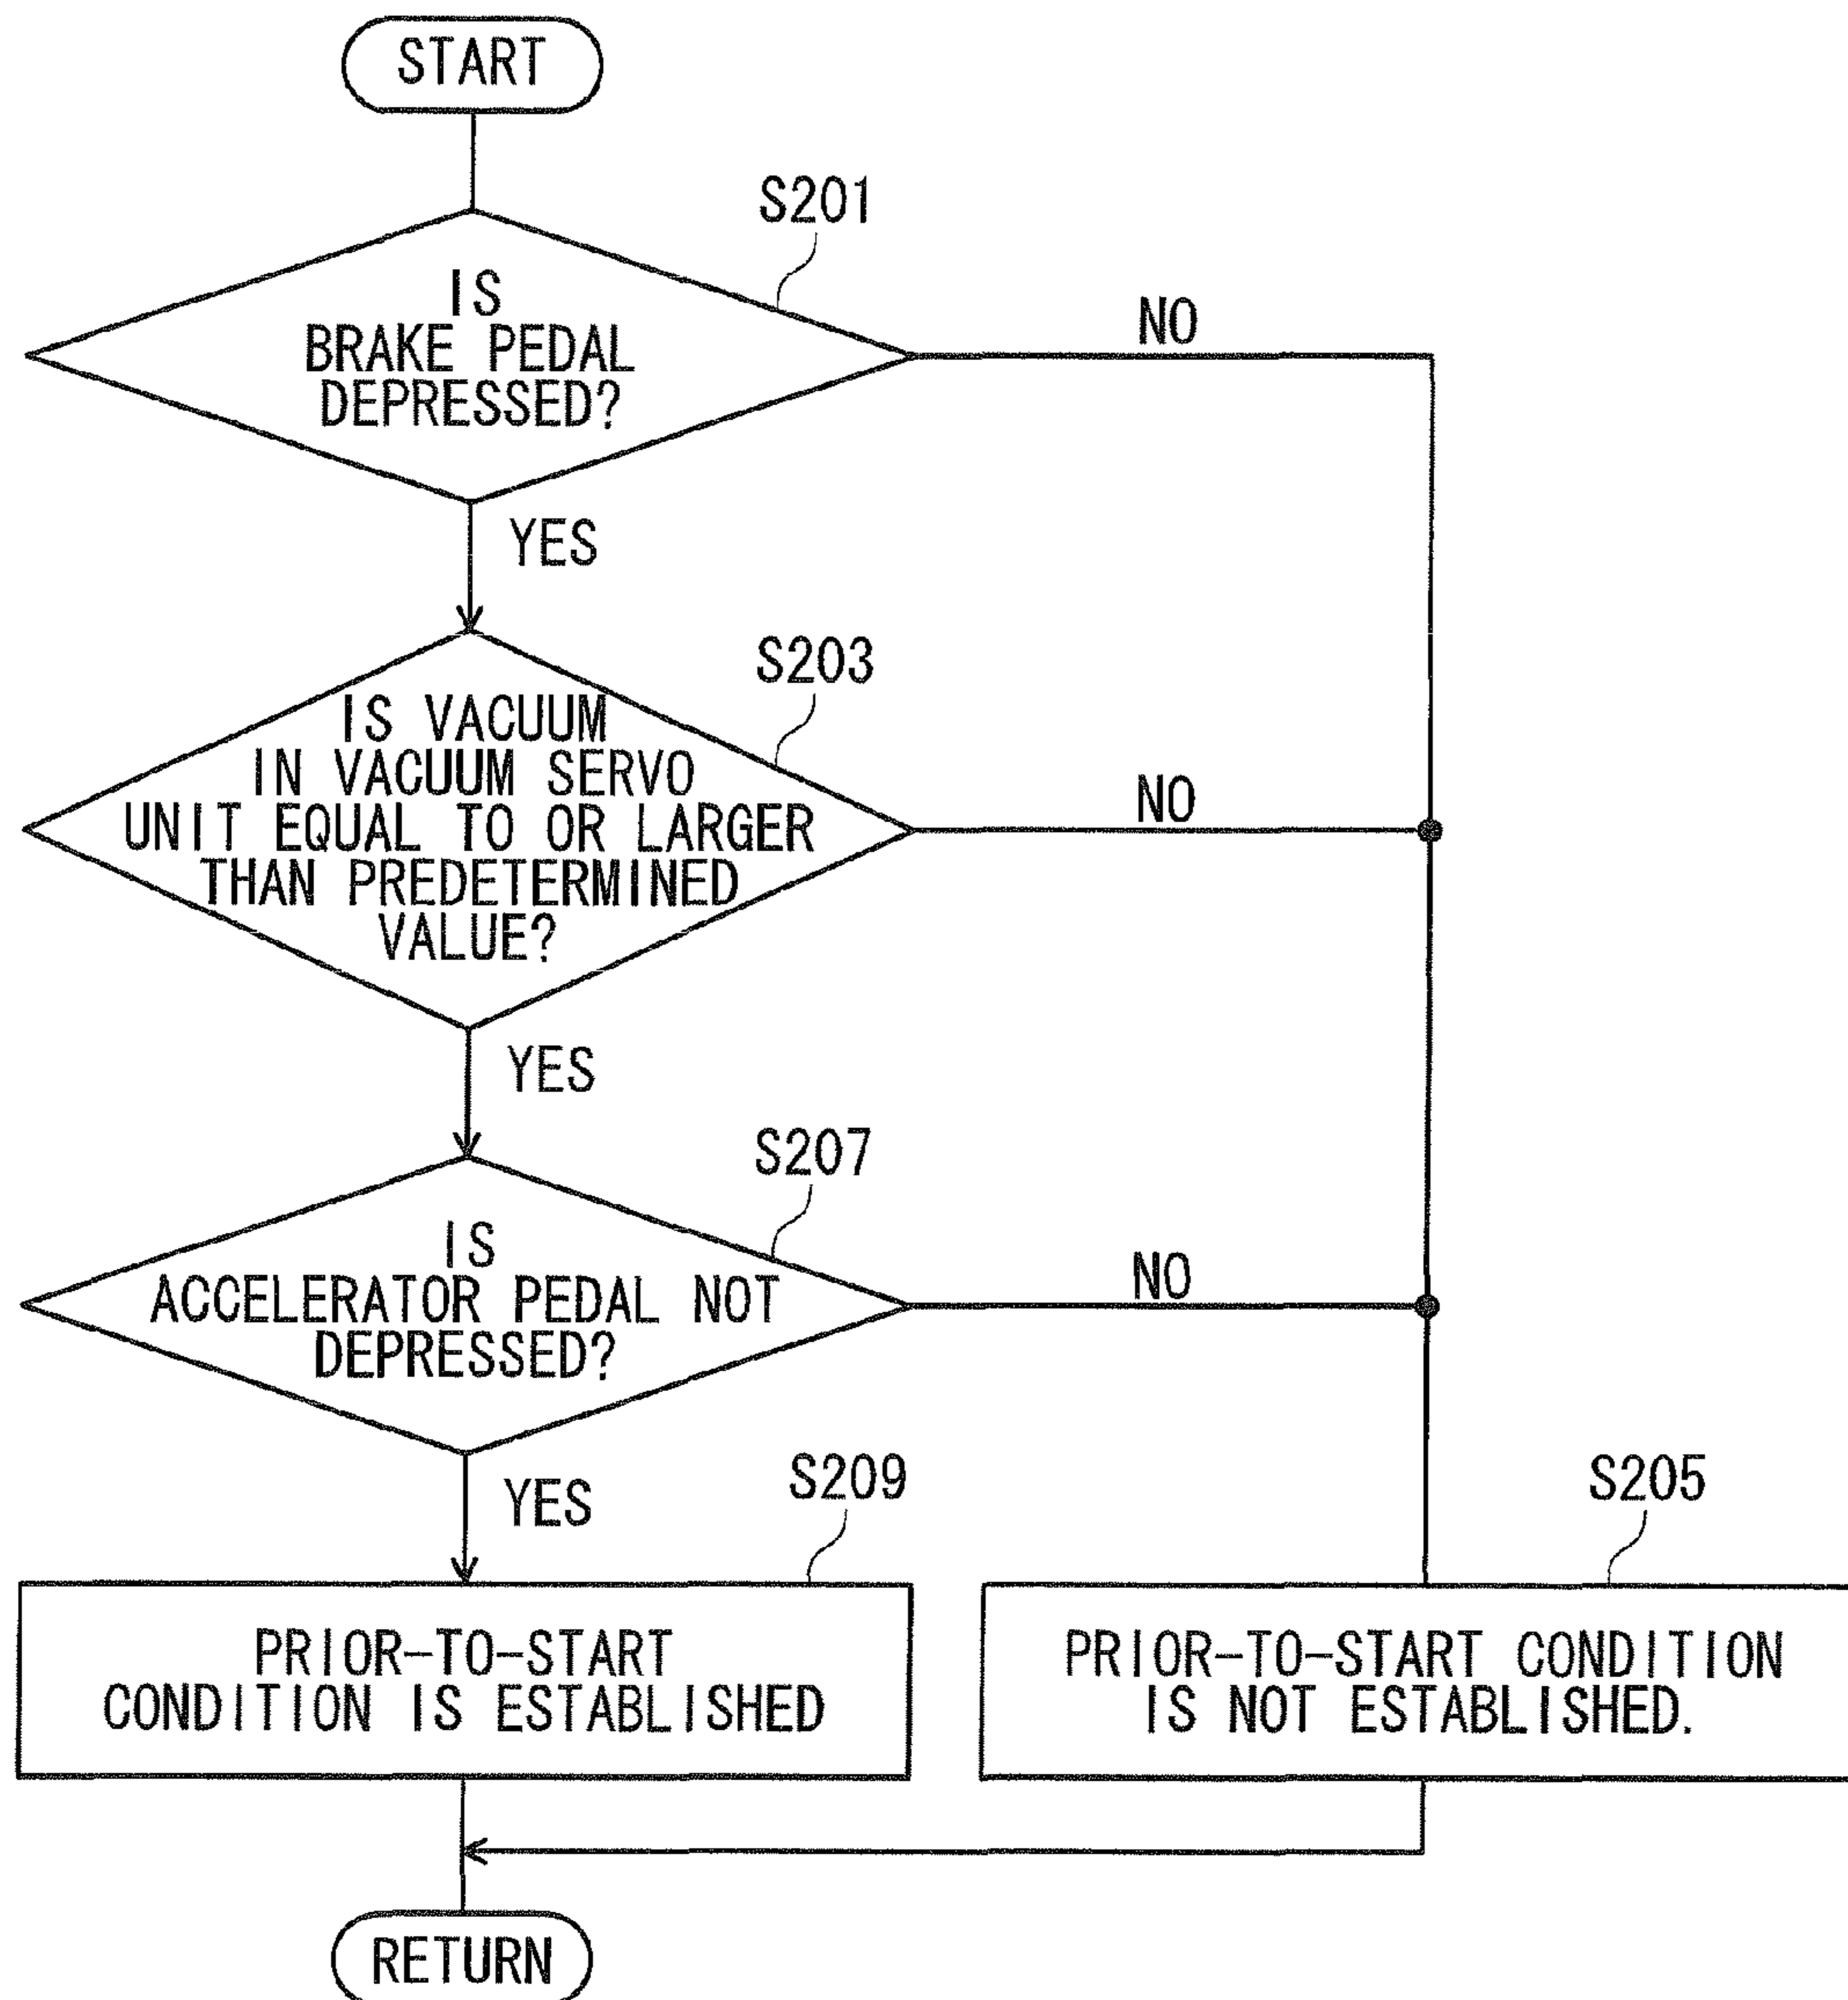 START
S201
IS
BRAKE PEDAL
DEPRESSED?
NO
YES
S203
IS VACUUM
IN VACUUM SERVO
UNIT EQUAL TO OR LARGER
THAN PREDETERMINED
VALUE?
NO
YES
S207
IS
ACCELERATOR PEDAL NOT
DEPRESSED?
NO
YES
S209
PRIOR-TO-START
CONDITION IS ESTABLISHED
S205
PRIOR-TO-START CONDITION
IS NOT ESTABLISHED.
RETURN